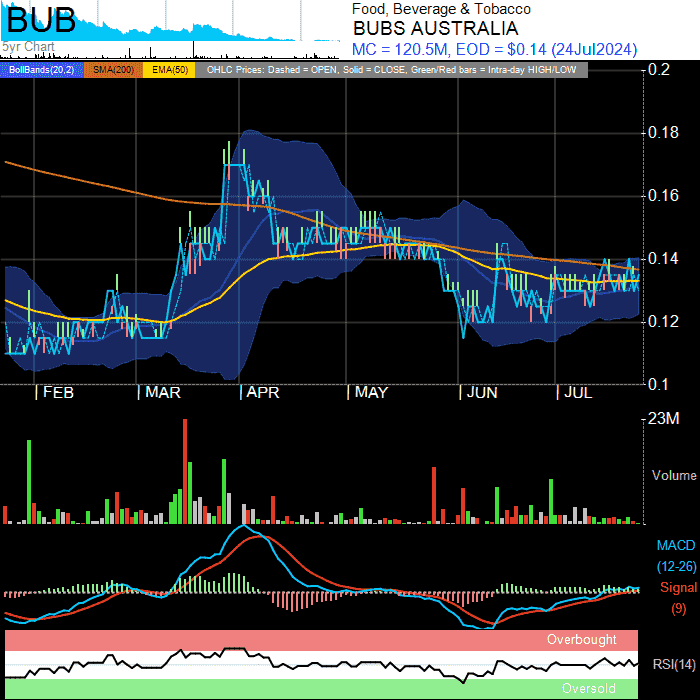 BUB
5yr Chart
Food, Beverage & Tobacco
BUBS AUSTRALIA
MC = 120.5M, EOD = $0.14 (24Jul2024)
BollBands(20,2) SMA(200) EMA(50) OHLC Prices: Dashed = OPEN, Solid = CLOSE, Green/Red bars = Intra-day HIGH/LOW
0.2
0.18
0.16
0.14
0.12
0.1
FEB MAR APR MAY JUN JUL
23M
Volume
MACD
(12-26)
Signal
(9)
Overbought
RSI(14)
Oversold